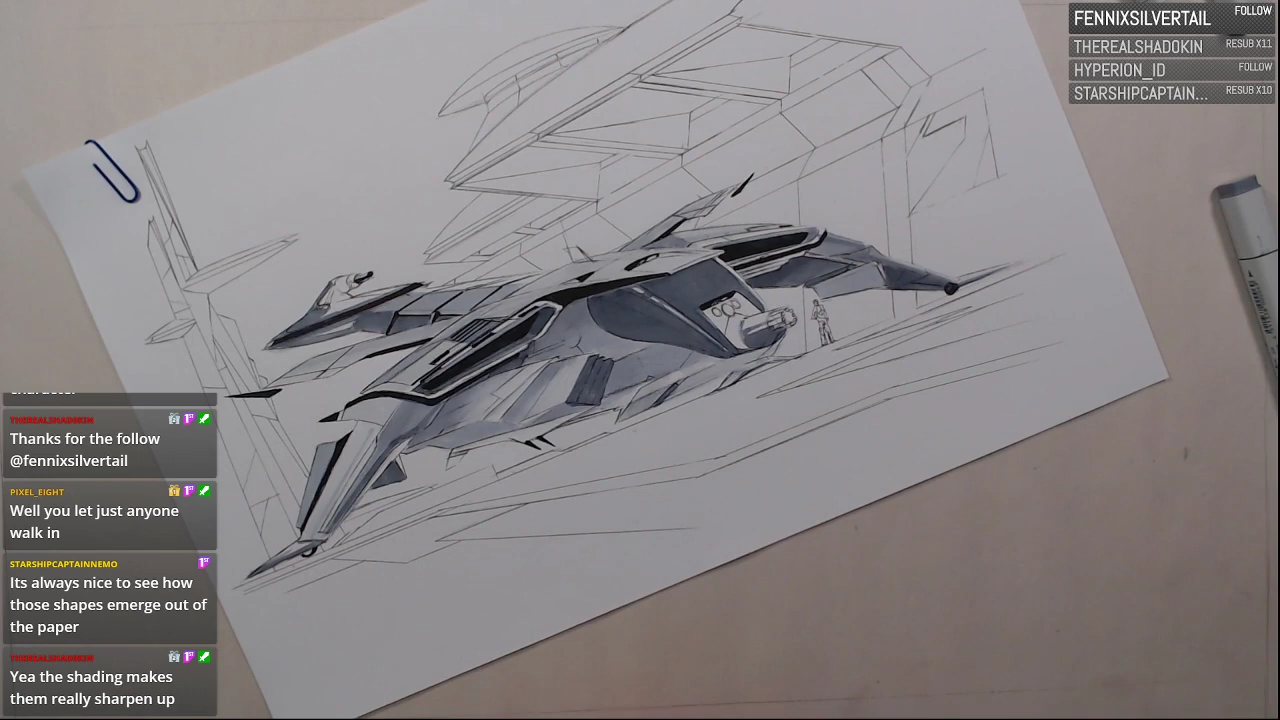 FENNIXSILVERTAIL FOLLOW
THEREALSHADOKIN RESUB X11
HYPERION_ID FOLLOW
STARSHIPCAPTAIN... RESUB X10
THEREALSHADOKIN
Thanks for the follow
@fennixsilvertail
PIXEL_EIGHT
Well you let just anyone
walk in
STARSHIPCAPTAINNEMO
Its always nice to see how
those shapes emerge out of
the paper
THEREALSHADOKIN
Yea the shading makes
them really sharpen up